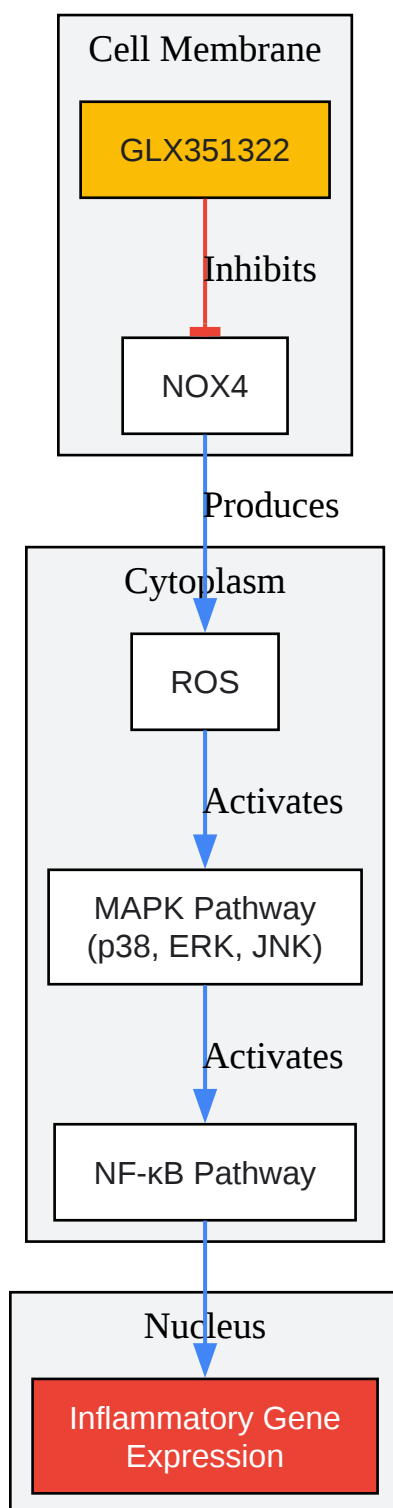 Cell Membrane
GLX351322
Inhibits
NOX4
Produces
Cytoplasm
ROS
Activates
MAPK Pathway
(p38, ERK, JNK)
Activates
NF-κB Pathway
Nucleus
Inflammatory Gene
Expression